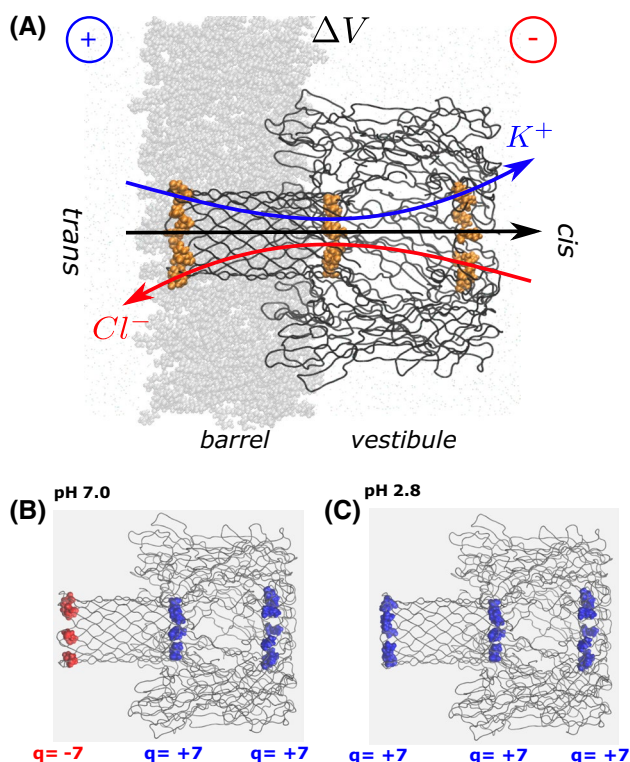 (A)
+
ΔV
-
K⁺
trans
cis
Cl⁻
barrel
vestibule
(B)
pH 7.0
(C)
pH 2.8
q= -7
q= +7
q= +7
q= +7
q= +7
q= +7